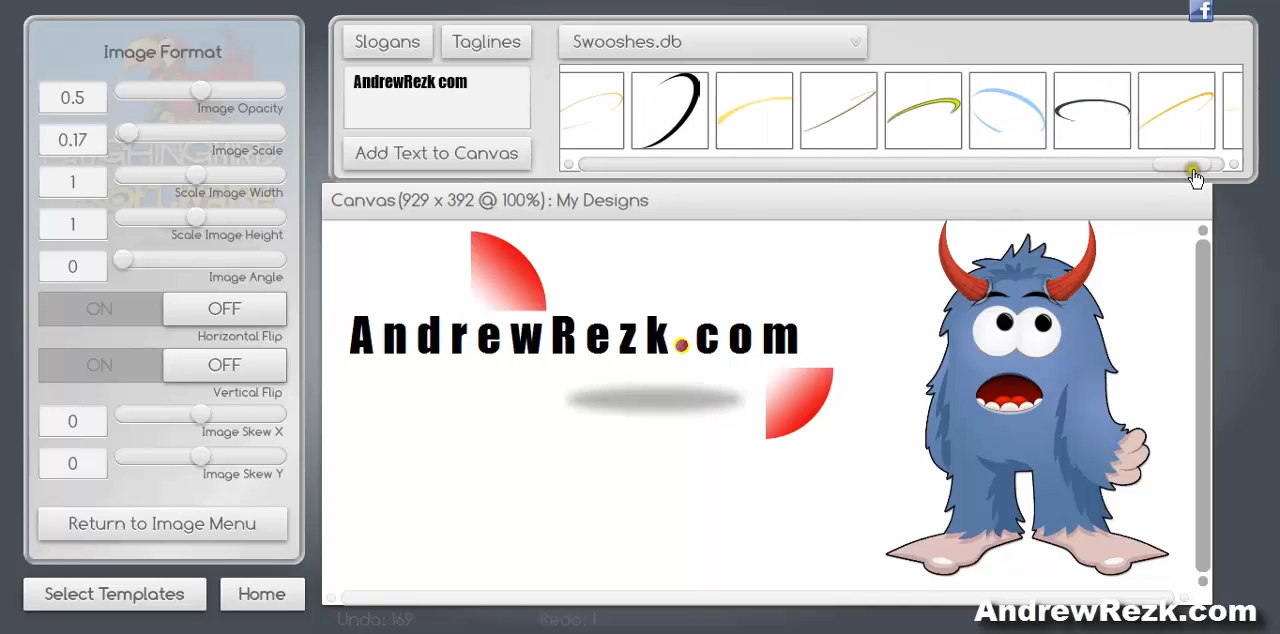 Image Format
0.5
Image Opacity
0.17
Image Scale
1
Scale Image Width
1
Scale Image Height
0
Image Angle
ON OFF
Horizontal Flip
ON OFF
Vertical Flip
0
Image Skew X
0
Image Skew Y
Return to Image Menu
Select Templates Home
Slogans Taglines
AndrewRezk com
Add Text to Canvas
Swooshes.db
f
Canvas (929 x 392 @ 100%) : My Designs
AndrewRezk.com
Undo: 169 Redo: 1
AndrewRezk.com